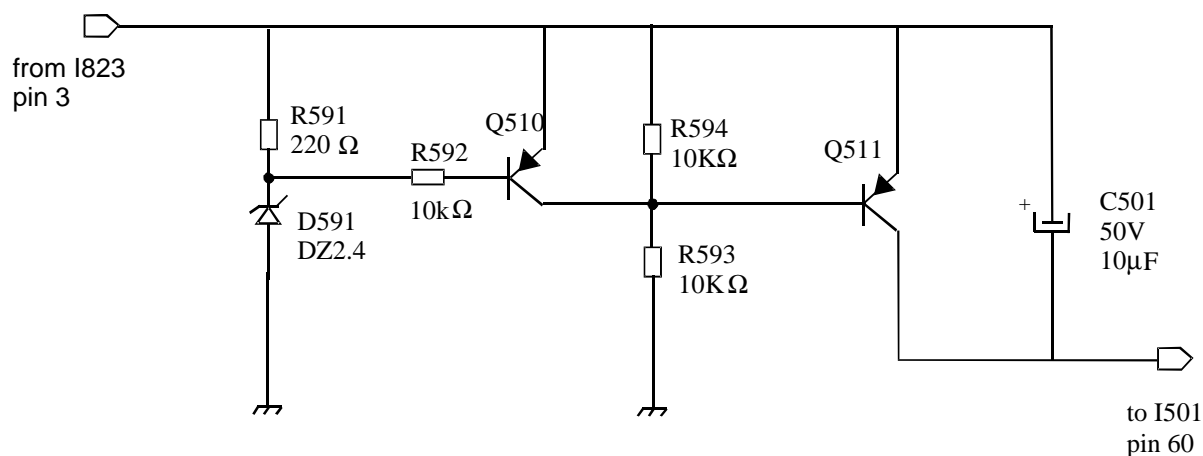 from I823
pin 3
R591
220 Ω
R592
10kΩ
Q510
R594
10KΩ
Q511
D591
DZ2.4
R593
10KΩ
+
C501
50V
10µF
to I501
pin 60